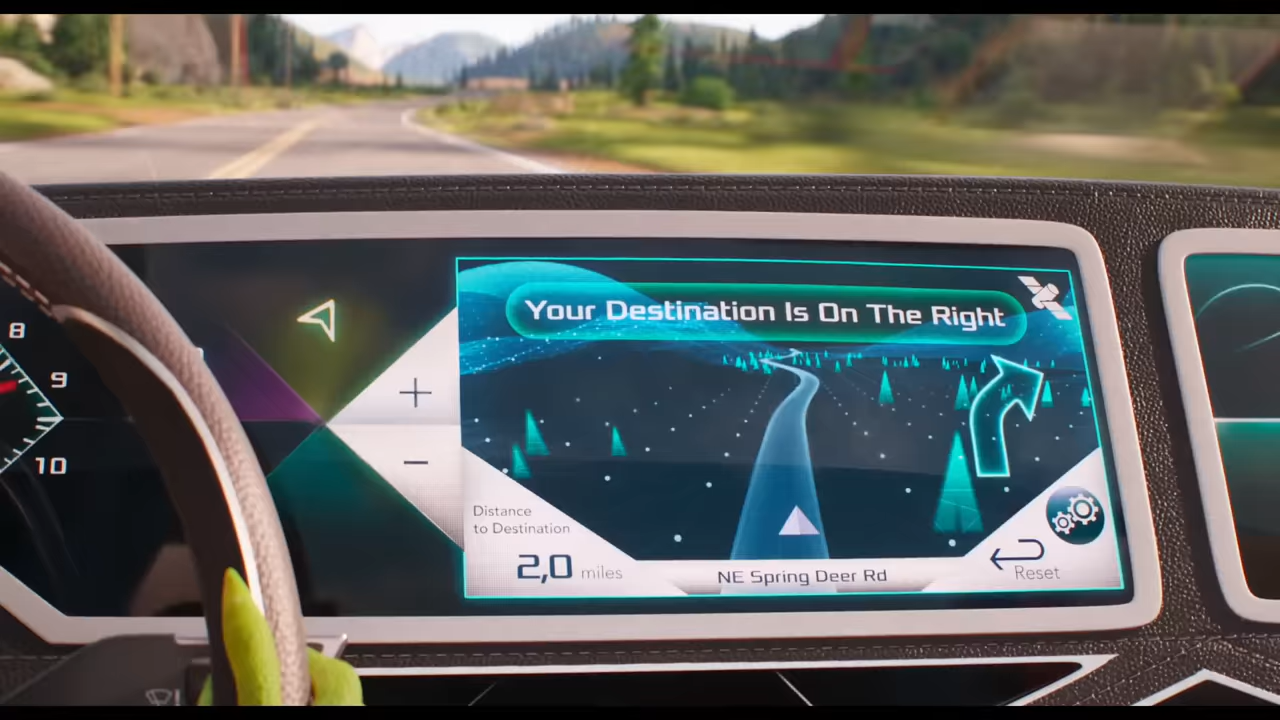 8
9
10
Your Destination Is On The Right
Distance
to Destination
2,0 miles
NE Spring Deer Rd
Reset